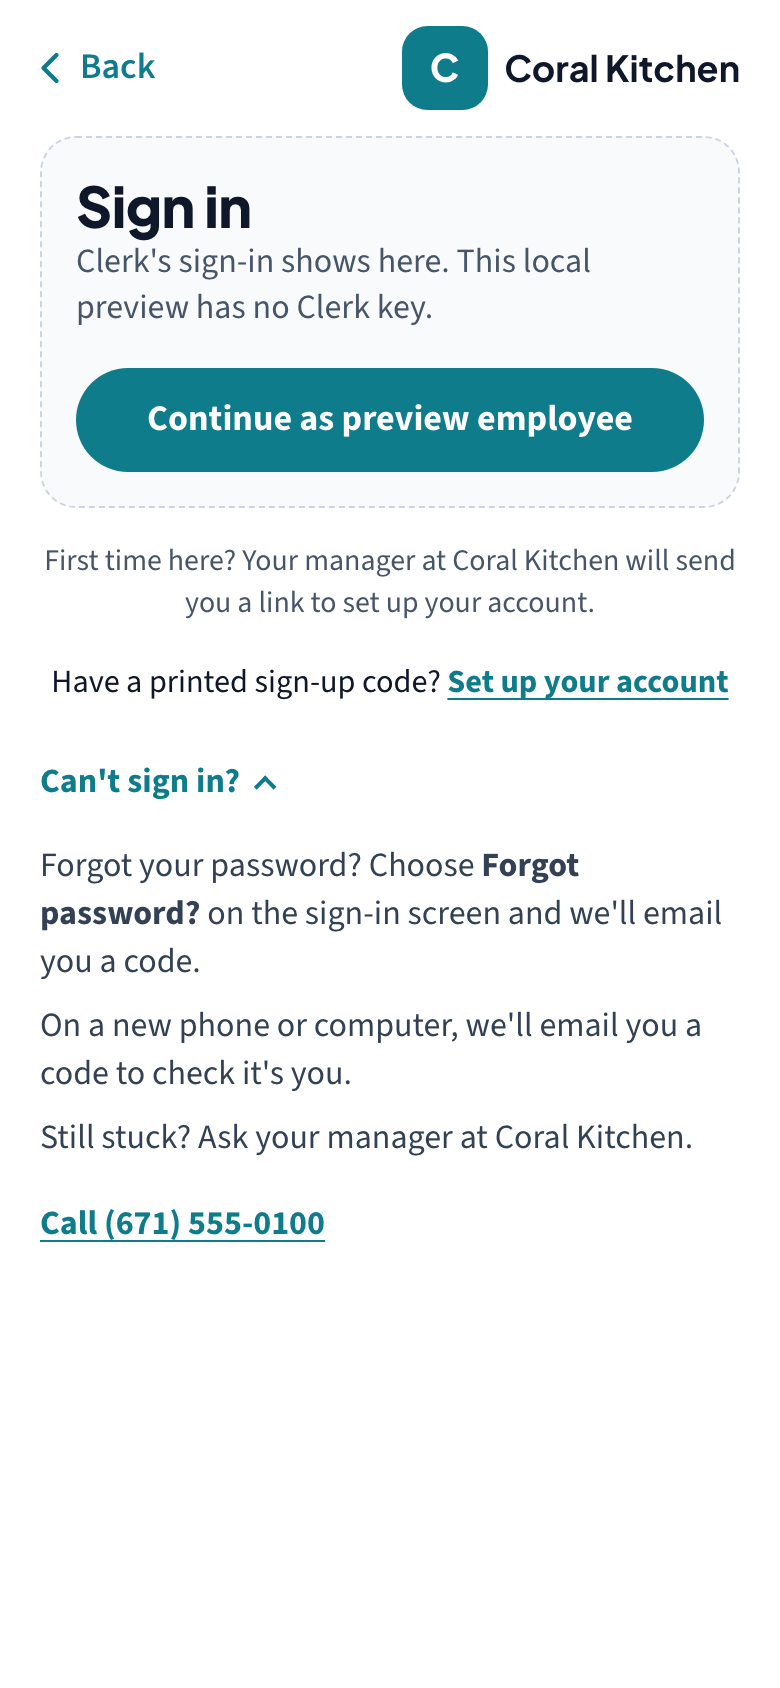 Back
C
Coral Kitchen
Sign in
Clerk's sign-in shows here. This local
preview has no Clerk key.
Continue as preview employee
First time here? Your manager at Coral Kitchen will send
you a link to set up your account.
Have a printed sign-up code? Set up your account
Can't sign in?
Forgot your password? Choose Forgot
password? on the sign-in screen and we'll email
you a code.
On a new phone or computer, we'll email you a
code to check it's you.
Still stuck? Ask your manager at Coral Kitchen.
Call (671) 555-0100